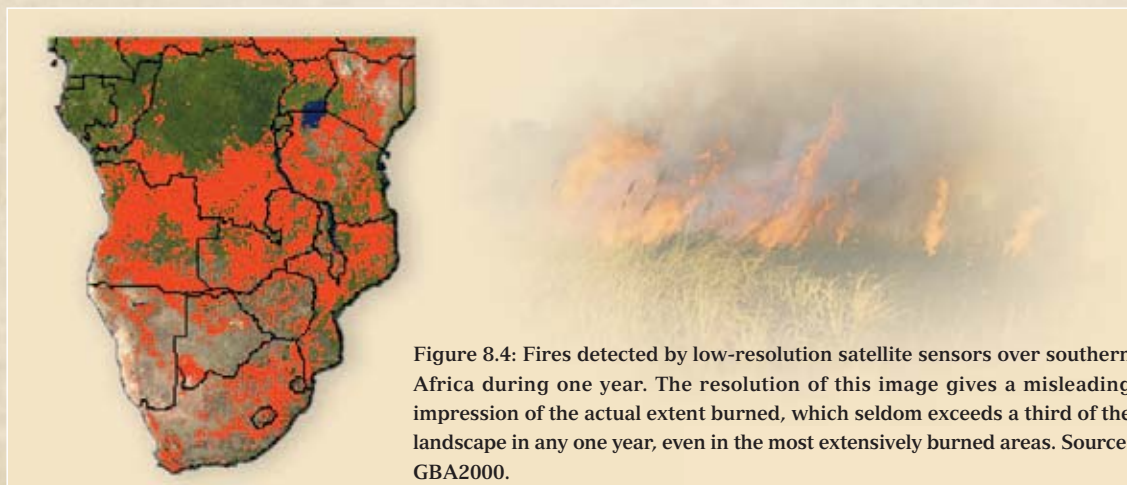 Figure 8.4: Fires detected by low-resolution satellite sensors over southern
Africa during one year. The resolution of this image gives a misleading
impression of the actual extent burned, which seldom exceeds a third of the
landscape in any one year, even in the most extensively burned areas. Source
GBA2000.